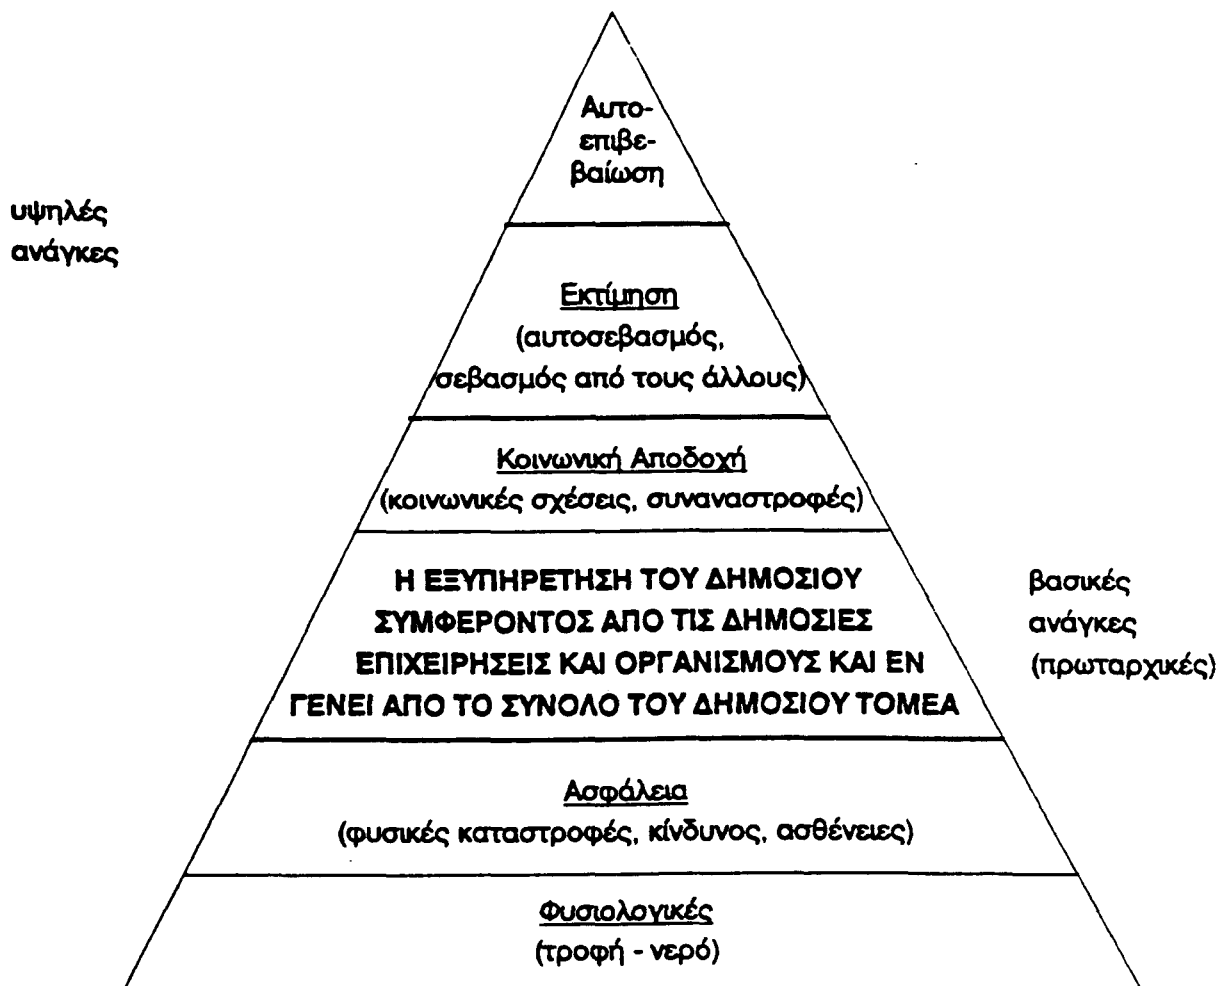 Αυτο-
επιβε-
βαίωση
υψηλές
ανάγκες
Εκτίμηση
(αυτοσεβασμός,
σεβασμός από τους άλλους)
Κοινωνική Αποδοχή
(κοινωνικές σχέσεις, συναναστροφές)
Η ΕΞΥΠΗΡΕΤΗΣΗ ΤΟΥ ΔΗΜΟΣΙΟΥ
ΣΥΜΦΕΡΟΝΤΟΣ ΑΠΟ ΤΙΣ ΔΗΜΟΣΙΕΣ
ΕΠΙΧΕΙΡΗΣΕΙΣ ΚΑΙ ΟΡΓΑΝΙΣΜΟΥΣ ΚΑΙ ΕΝ
ΓΕΝΕΙ ΑΠΟ ΤΟ ΣΥΝΟΛΟ ΤΟΥ ΔΗΜΟΣΙΟΥ ΤΟΜΕΑ
βασικές
ανάγκες
(πρωταρχικές)
Ασφάλεια
(φυσικές καταστροφές, κίνδυνος, ασθένειες)
Φυσιολογικές
(τροφή - νερό)